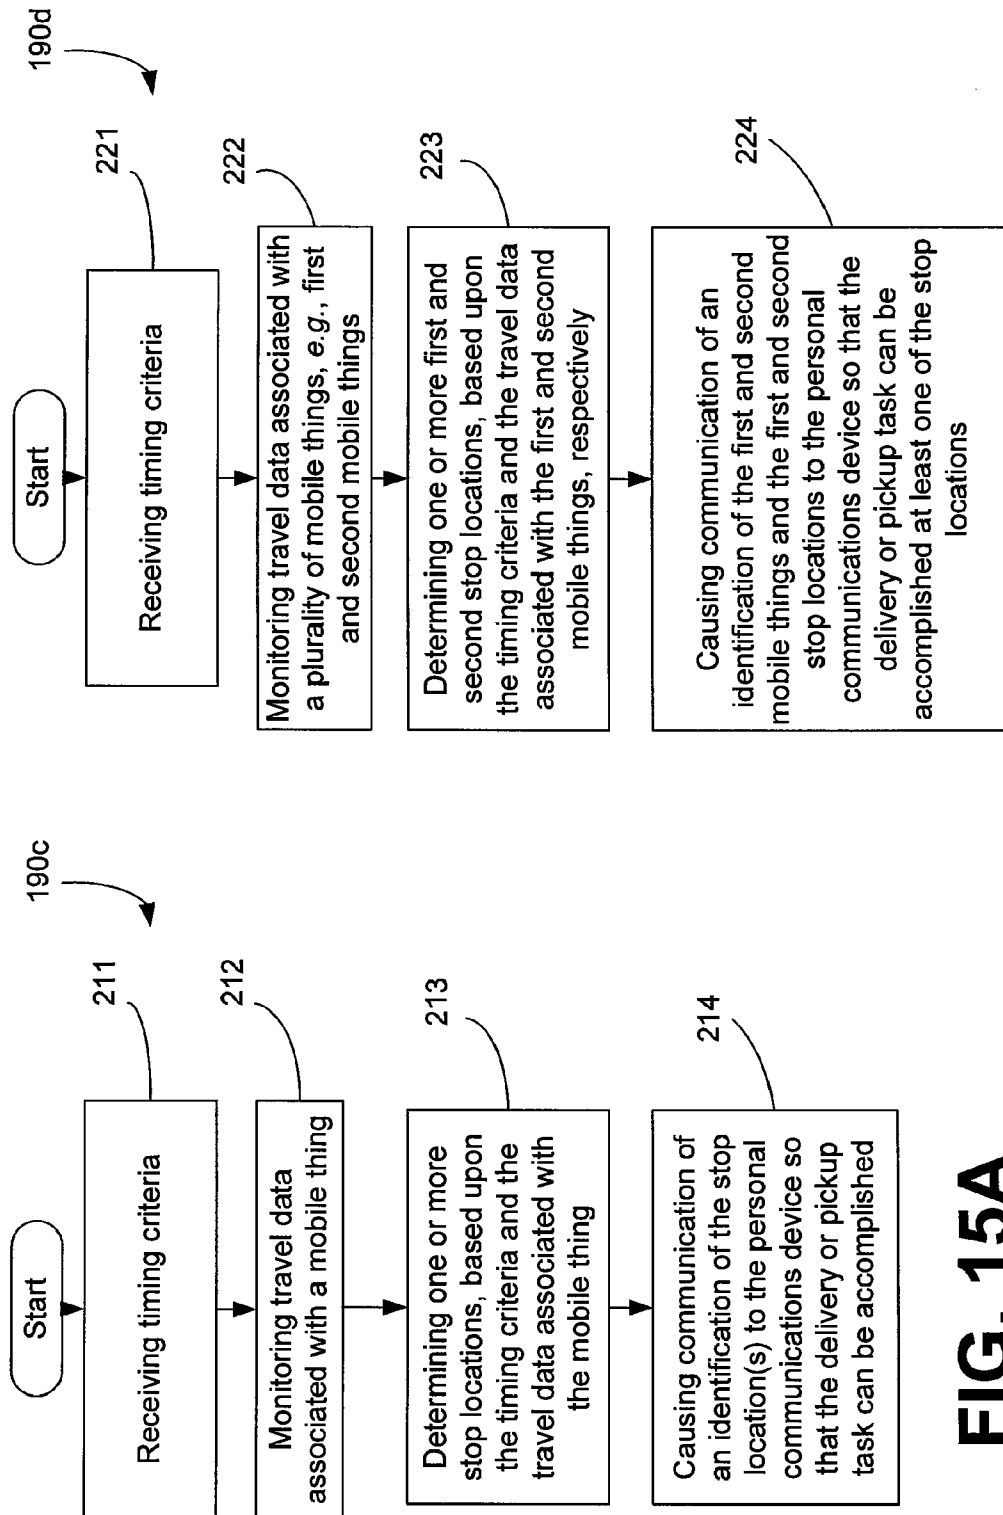 190c
Start
Receiving timing criteria
211
Monitoring travel data
associated with a mobile thing
212
Determining one or more
stop locations, based upon
the timing criteria and the
travel data associated with
the mobile thing
213
Causing communication of
an identification of the stop
location(s) to the personal
communications device so
that the delivery or pickup
task can be accomplished
214
FIG. 15A
190d
Start
Receiving timing criteria
221
Monitoring travel data associated with
a plurality of mobile things, e.g., first
and second mobile things
222
Determining one or more first and
second stop locations, based upon
the timing criteria and the travel data
associated with the first and second
mobile things, respectively
223
Causing communication of an
identification of the first and second
mobile things and the first and second
stop locations to the personal
communications device so that the
delivery or pickup task can be
accomplished at least one of the stop
locations
224